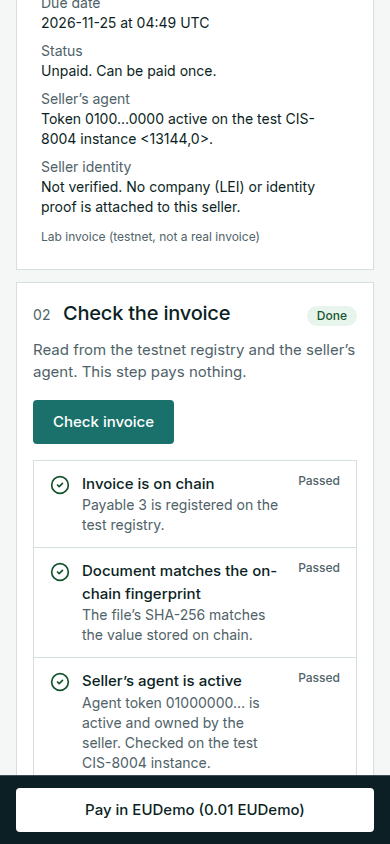 Due date
2026-11-25 at 04:49 UTC
Status
Unpaid. Can be paid once.
Seller’s agent
Token 0100…0000 active on the test CIS-
8004 instance <13144,0>.
Seller identity
Not verified. No company (LEI) or identity
proof is attached to this seller.
Lab invoice (testnet, not a real invoice)
02 Check the invoice Done
Read from the testnet registry and the seller’s
agent. This step pays nothing.
Check invoice
Invoice is on chain Passed
Payable 3 is registered on the
test registry.
Document matches the on- Passed
chain fingerprint
The file’s SHA-256 matches
the value stored on chain.
Seller’s agent is active Passed
Agent token 01000000… is
active and owned by the
seller. Checked on the test
CIS-8004 instance.
Pay in EUDemo (0.01 EUDemo)